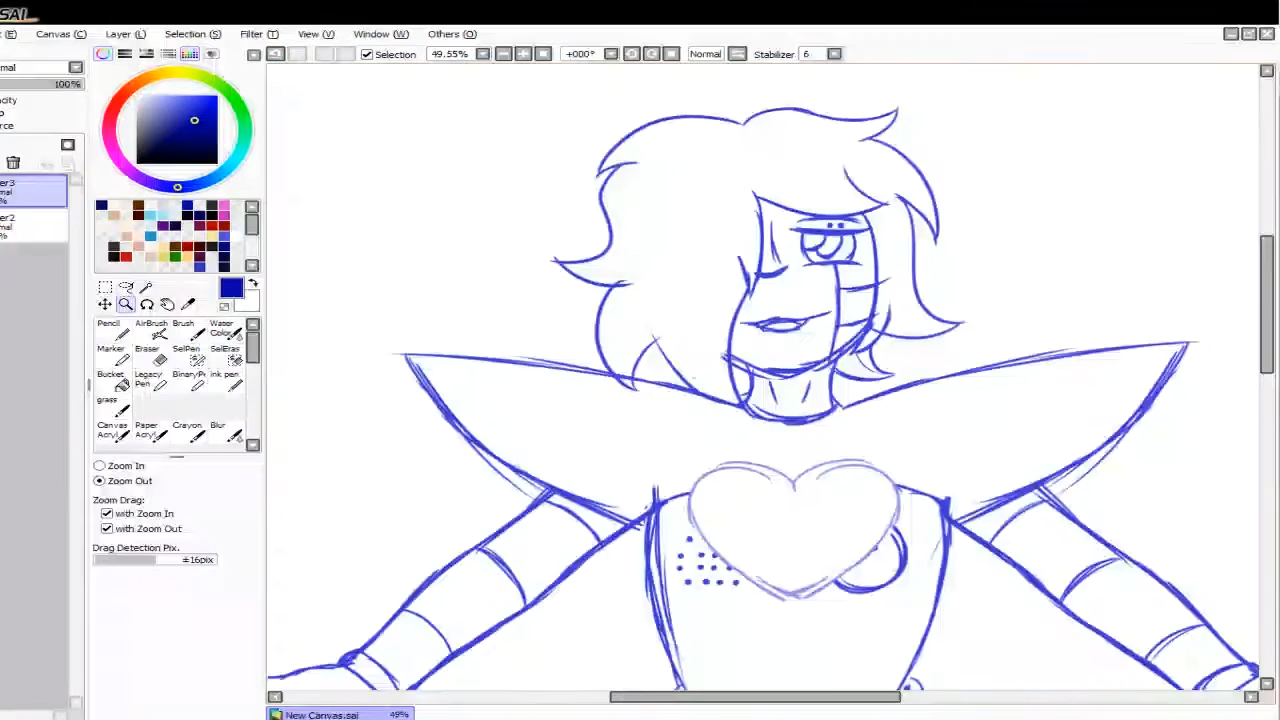 SAI
(E) Canvas (C) Layer (L) Selection (S) Filter (T) View (V) Window (W) Others (O)
Selection 49.55% +000° Normal Stabilizer 6
mal
100%
acity
p
rce
er3
mal
%
er2
mal
%
Pencil AirBrush Brush Water Color
Marker Eraser SelPen SelEras
Bucket Legacy Pen BinaryPe ink pen
grass
Canvas Acryl Paper Acryl Crayon Blur
Zoom In
Zoom Out
Zoom Drag:
with Zoom In
with Zoom Out
Drag Detection Pix.
±16pix
New Canvas.sai 49%